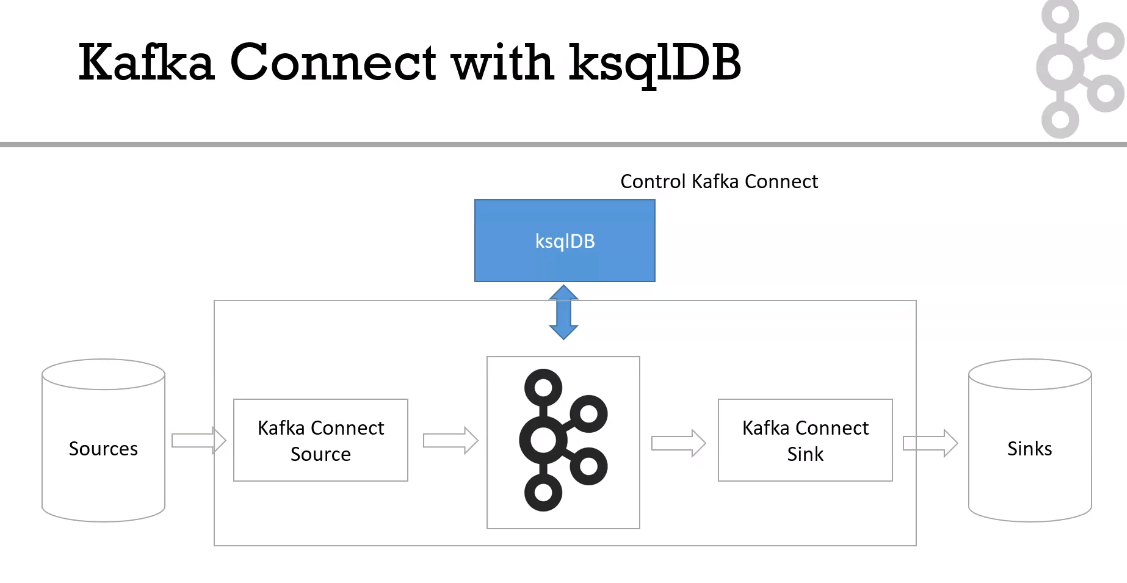 Kafka Connect with ksqlDB
Control Kafka Connect
ksqlDB
Sources
Kafka Connect
Source
Kafka Connect
Sink
Sinks